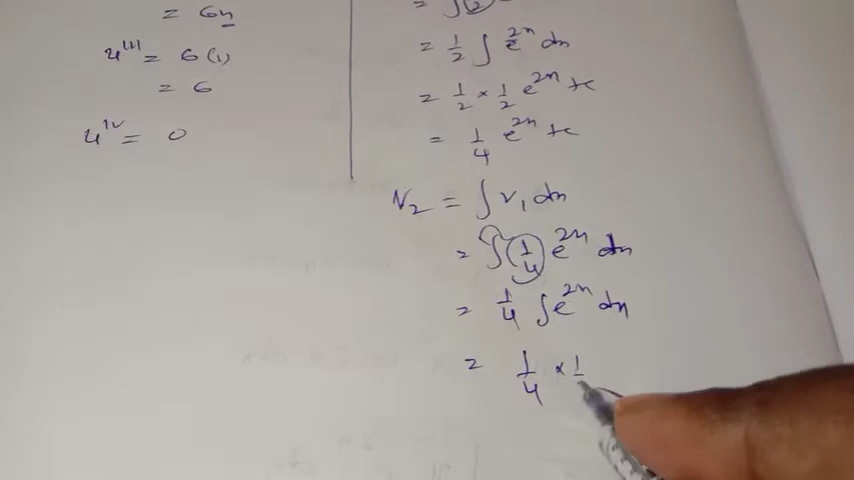 = 6x
u''' = 6(1)
= 6
u^iv = 0
= 1/2 ∫ e^2x dx
= 1/2 × 1/2 e^2x +c
= 1/4 e^2x +c
V2 = ∫ v1 dx
= ∫ (1/4) e^2x dx
= 1/4 ∫ e^2x dx
= 1/4 × 1